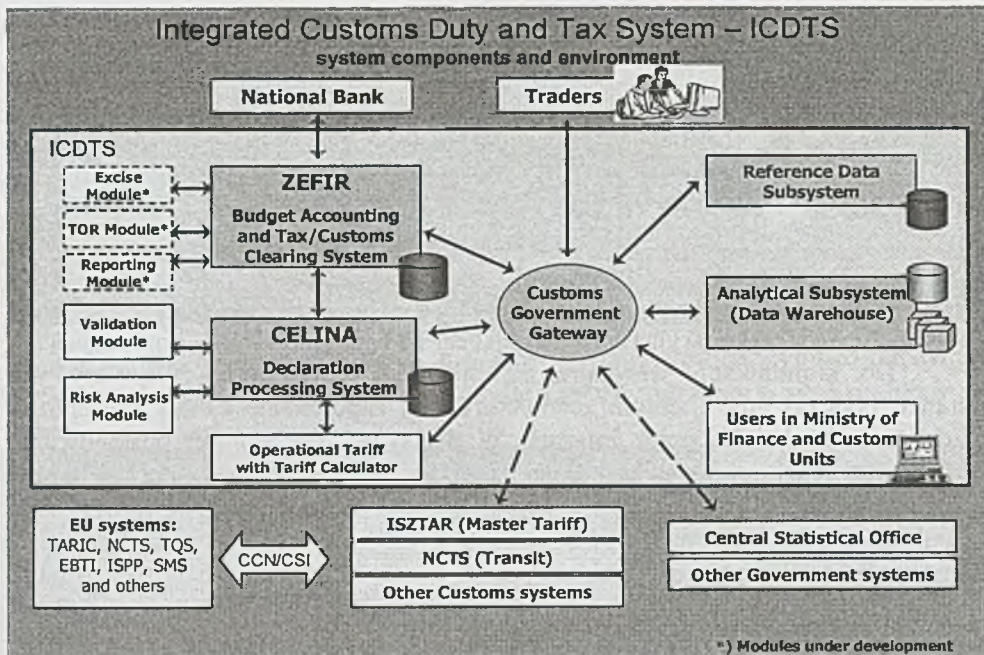 Integrated Customs Duty and Tax System – ICDTS
system components and environment
National Bank
Traders
ICDTS
Excise
Module*
TOR Module*
Reporting
Module*
Validation
Module
Risk Analysis
Module
ZEFIR
Budget Accounting
and Tax/Customs
Clearing System
CELINA
Declaration
Processing System
Operational Tariff
with Tariff Calculator
Customs
Government
Gateway
Reference Data
Subsystem
Analytical Subsystem
(Data Warehouse)
Users in Ministry of
Finance and Custom
Units
EU systems:
TARIC, NCTS, TQS,
EBTI, ISPP, SMS
and others
CCN/CSI
ISZTAR (Master Tariff)
NCTS (Transit)
Other Customs systems
Central Statistical Office
Other Government systems
*) Modules under development